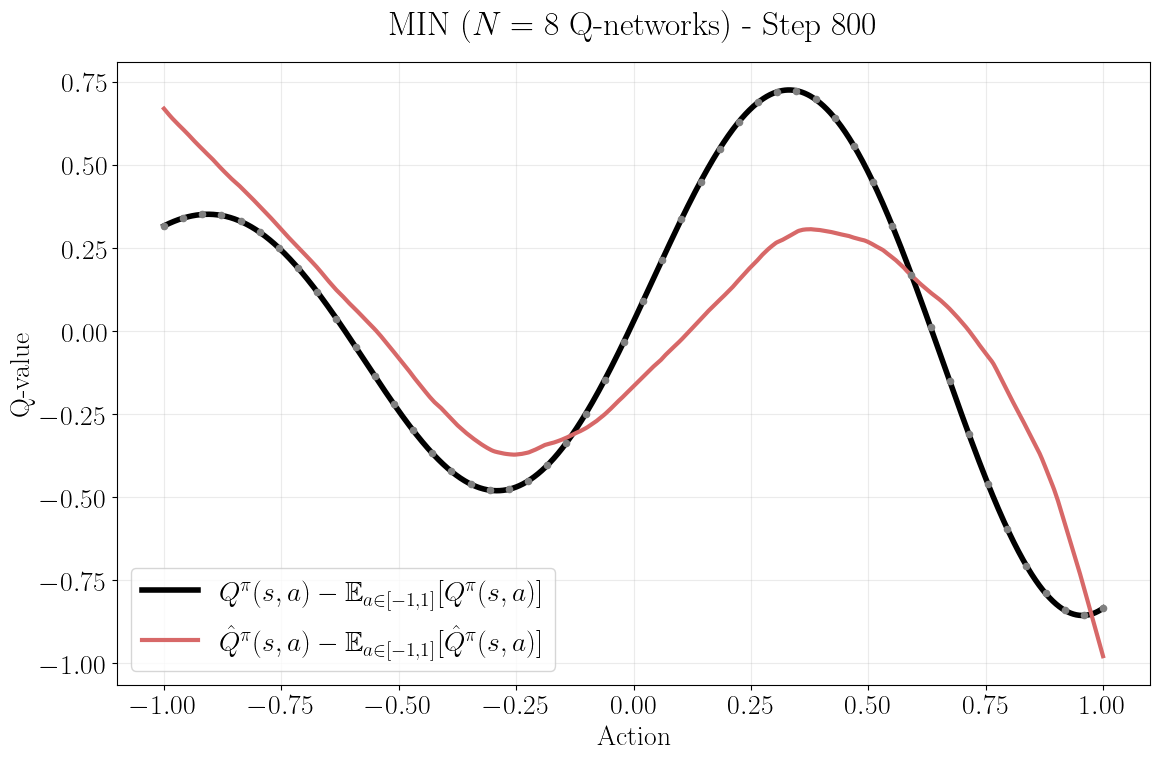 MIN (N = 8 Q-networks) - Step 800
0.75
0.50
0.25
0.00
−0.25
−0.50
−0.75
−1.00
Q-value
Q^π(s, a) − 𝔼_{a∈[−1,1]}[Q^π(s, a)]
Q̂^π(s, a) − 𝔼_{a∈[−1,1]}[Q̂^π(s, a)]
−1.00 −0.75 −0.50 −0.25 0.00 0.25 0.50 0.75 1.00
Action